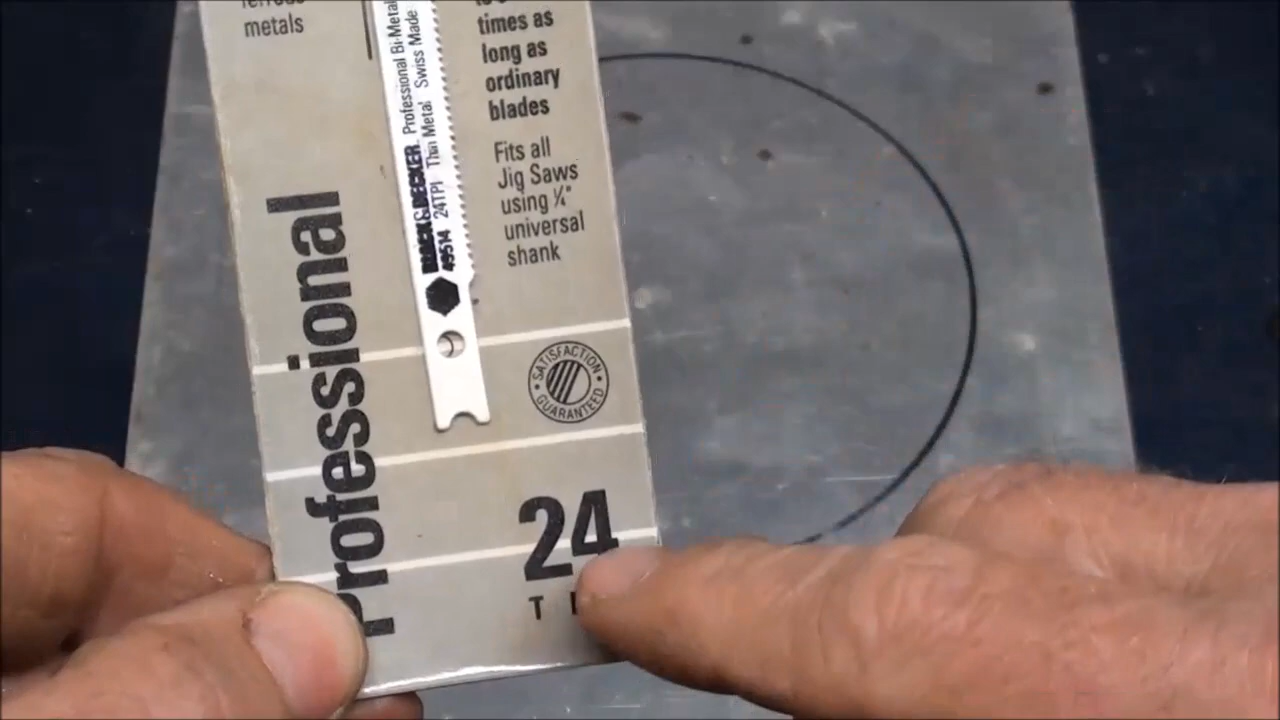 metals
times as
long as
ordinary
blades
Fits all
Jig Saws
using ¼"
universal
shank
BLACK&DECKER Professional Bi-Metal
49514 24TPI Thin Metal Swiss Made
Professional
SATISFACTION
GUARANTEED
24
T